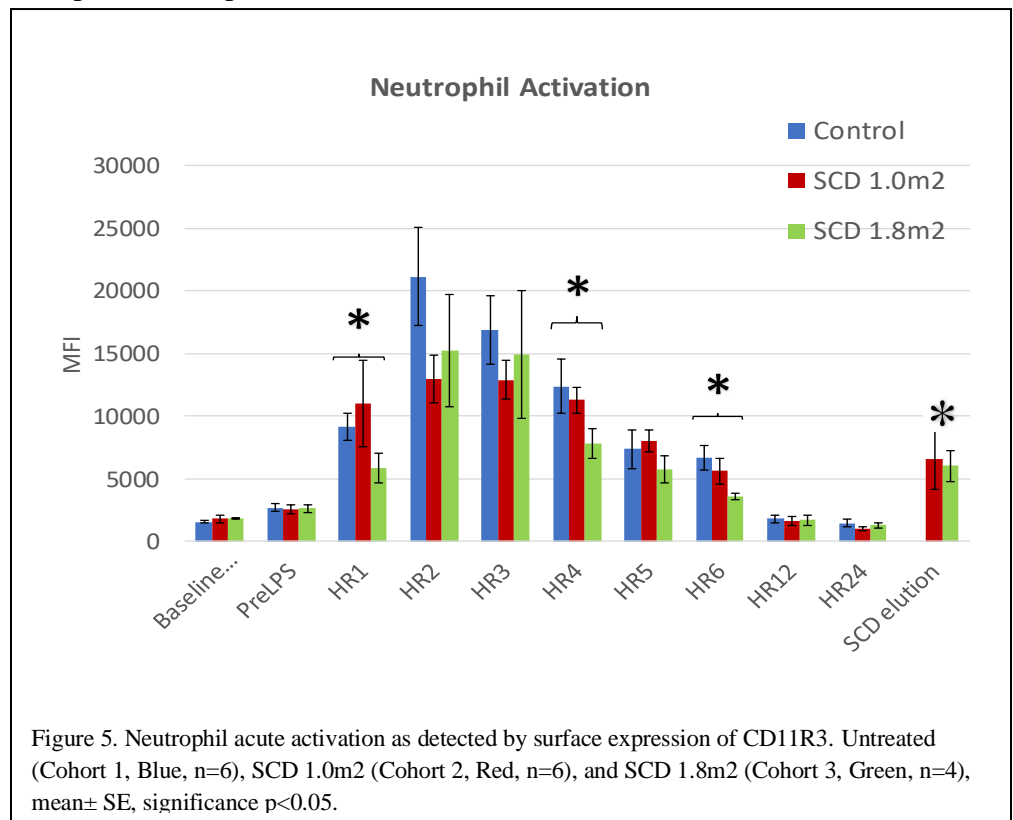 Neutrophil Activation
Control
SCD 1.0m2
SCD 1.8m2
30000
25000
20000
15000
10000
5000
0
MFI
*
*
*
*
Baseline...
PreLPS
HR1
HR2
HR3
HR4
HR5
HR6
HR12
HR24
SCD elution
Figure 5. Neutrophil acute activation as detected by surface expression of CD11R3. Untreated
(Cohort 1, Blue, n=6), SCD 1.0m2 (Cohort 2, Red, n=6), and SCD 1.8m2 (Cohort 3, Green, n=4),
mean± SE, significance p<0.05.